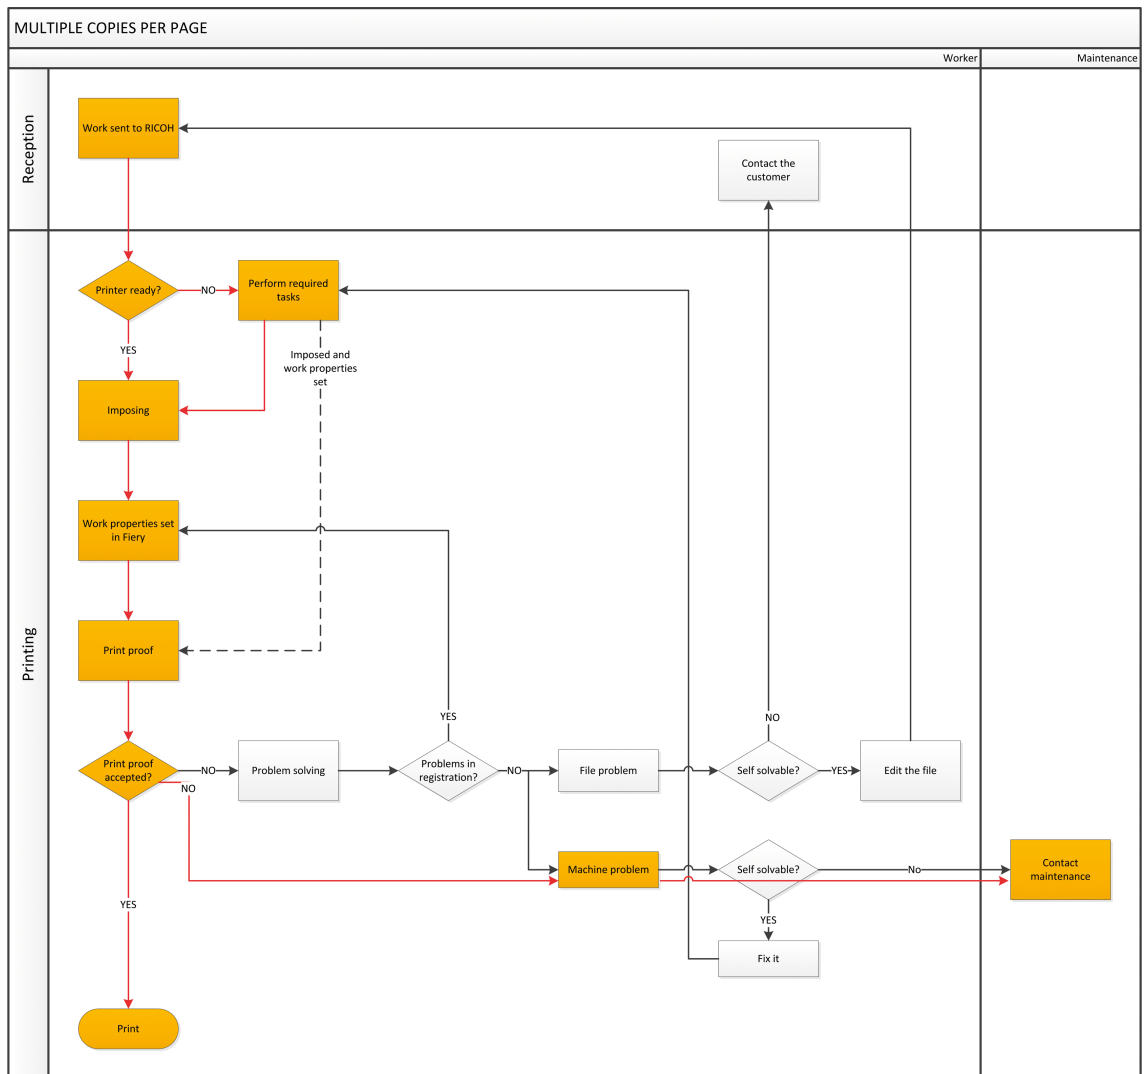 MULTIPLE COPIES PER PAGE
Worker
Maintenance
Reception
Work sent to RICOH
Contact the
customer
Printing
Printer ready?
NO
Perform required
tasks
YES
Imposed and
work properties
set
Imposing
Work properties set
in Fiery
Print proof
YES
NO
Print proof
accepted?
NO
Problem solving
Problems in
registration?
NO
File problem
Self solvable?
YES
Edit the file
NO
Machine problem
Self solvable?
No
Contact
maintenance
YES
YES
Fix it
Print